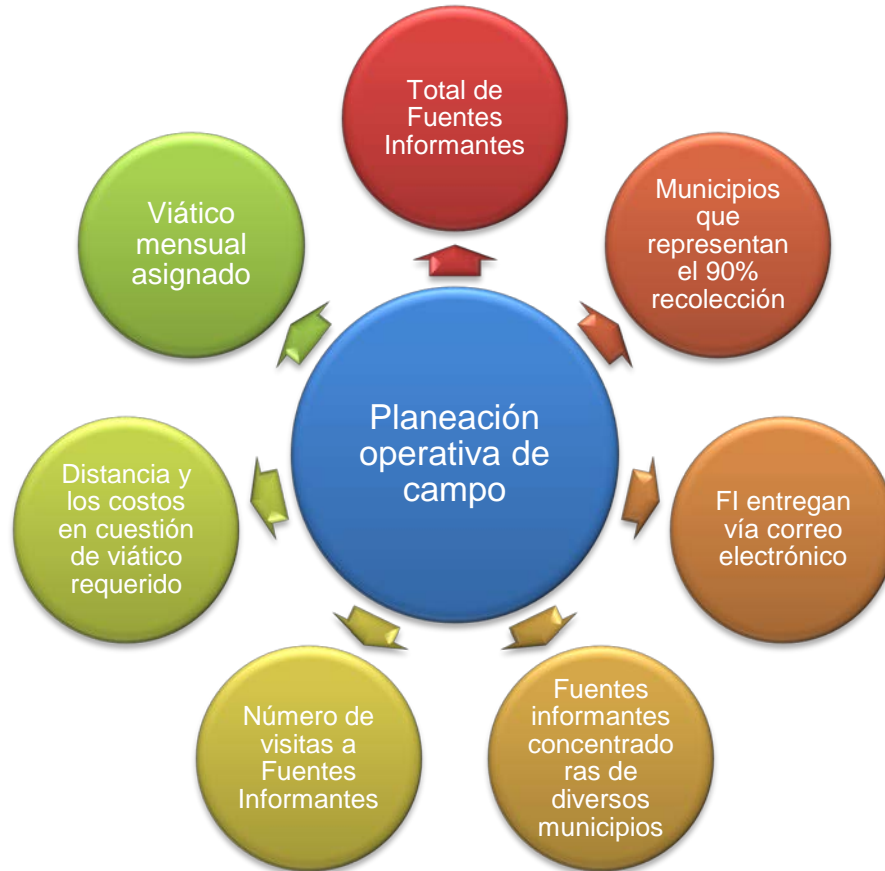 Total de
Fuentes
Informantes
Municipios
que
representan
el 90%
recolección
FI entregan
vía correo
electrónico
Fuentes
informantes
concentrado
ras de
diversos
municipios
Número de
visitas a
Fuentes
Informantes
Distancia y
los costos
en cuestión
de viático
requerido
Viático
mensual
asignado
Planeación
operativa de
campo